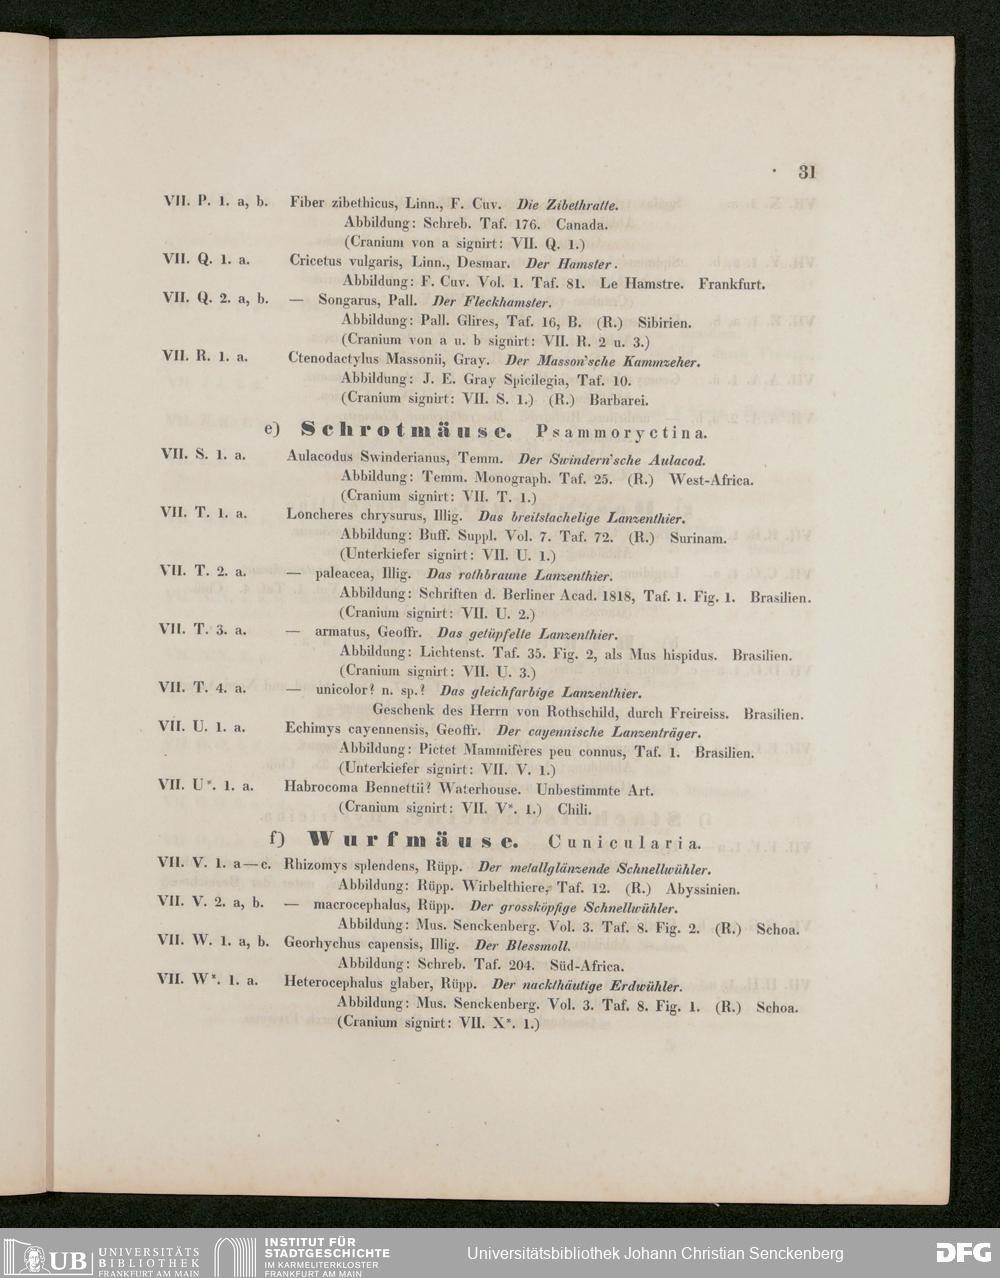 31
VII. P. 1. a, b. Fiber zibethicus, Linn., F. Cuv. Die Zibethratte.
Abbildung: Schreb. Taf. 176. Canada.
(Cranium von a signirt: VII. Q. 1.)
VII. Q. 1. a. Cricetus vulgaris, Linn., Desmar. Der Hamster.
Abbildung: F. Cuv. Vol. 1. Taf. 81. Le Hamstre. Frankfurt.
VII. Q. 2. a, b. — Songarus, Pall. Der Fleckhamster.
Abbildung: Pall. Glires, Taf. 16, B. (R.) Sibirien.
(Cranium von a u. b signirt: VII. R. 2 u. 3.)
VII. R. 1. a. Ctenodactylus Massonii, Gray. Der Masson'sche Kammzeher.
Abbildung: J. E. Gray Spicilegia, Taf. 10.
(Cranium signirt: VII. S. 1.) (R.) Barbarei.
e) Schrotmäuse. Psammoryctina.
VII. S. 1. a. Aulacodus Swinderianus, Temm. Der Swindern'sche Aulacod.
Abbildung: Temm. Monograph. Taf. 25. (R.) West-Africa.
(Cranium signirt: VII. T. 1.)
VII. T. 1. a. Loncheres chrysurus, Illig. Das breitstachelige Lanzenthier.
Abbildung: Buff. Suppl. Vol. 7. Taf. 72. (R.) Surinam.
(Unterkiefer signirt: VII. U. 1.)
VII. T. 2. a. — paleacea, Illig. Das rothbraune Lanzenthier.
Abbildung: Schriften d. Berliner Acad. 1818, Taf. 1. Fig. 1. Brasilien.
(Cranium signirt: VII. U. 2.)
VII. T. 3. a. — armatus, Geoffr. Das getüpfelte Lanzenthier.
Abbildung: Lichtenst. Taf. 35. Fig. 2, als Mus hispidus. Brasilien.
(Cranium signirt: VII. U. 3.)
VII. T. 4. a. — unicolor? n. sp.? Das gleichfarbige Lanzenthier.
Geschenk des Herrn von Rothschild, durch Freireiss. Brasilien.
VII. U. 1. a. Echimys cayennensis, Geoffr. Der cayennische Lanzenträger.
Abbildung: Pictet Mammifères peu connus, Taf. 1. Brasilien.
(Unterkiefer signirt: VII. V. 1.)
VII. U*. 1. a. Habrocoma Bennettii? Waterhouse. Unbestimmte Art.
(Cranium signirt: VII. V*. 1.) Chili.
f) Wurfmäuse. Cunicularia.
VII. V. 1. a—c. Rhizomys splendens, Rüpp. Der metallglänzende Schnellwühler.
Abbildung: Rüpp. Wirbelthiere, Taf. 12. (R.) Abyssinien.
VII. V. 2. a, b. — macrocephalus, Rüpp. Der grossköpfige Schnellwühler.
Abbildung: Mus. Senckenberg. Vol. 3. Taf. 8. Fig. 2. (R.) Schoa.
VII. W. 1. a, b. Georhychus capensis, Illig. Der Blessmoll.
Abbildung: Schreb. Taf. 204. Süd-Africa.
VII. W*. 1. a. Heterocephalus glaber, Rüpp. Der nackthäutige Erdwühler.
Abbildung: Mus. Senckenberg. Vol. 3. Taf. 8. Fig. 1. (R.) Schoa.
(Cranium signirt: VII. X*. 1.)
UB UNIVERSITÄTS
BIBLIOTHEK
FRANKFURT AM MAIN
INSTITUT FÜR
STADTGESCHICHTE
IM KARMELITERKLOSTER
FRANKFURT AM MAIN
Universitätsbibliothek Johann Christian Senckenberg
DFG